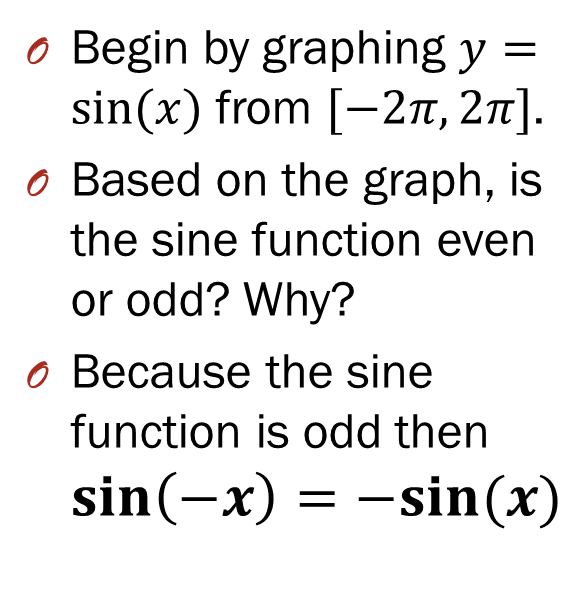 Begin by graphing 𝑦 =
sin(𝑥) from [−2𝜋, 2𝜋].
Based on the graph, is
the sine function even
or odd? Why?
Because the sine
function is odd then
sin(−𝑥) = −sin(𝑥)